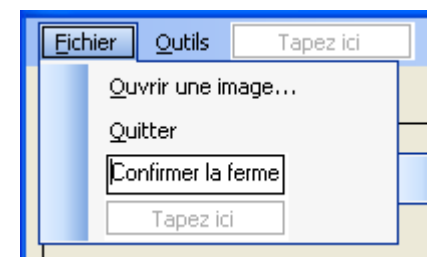 Fichier Outils Tapez ici
Ouvrir une image...
Quitter
Confirmer la ferme
Tapez ici